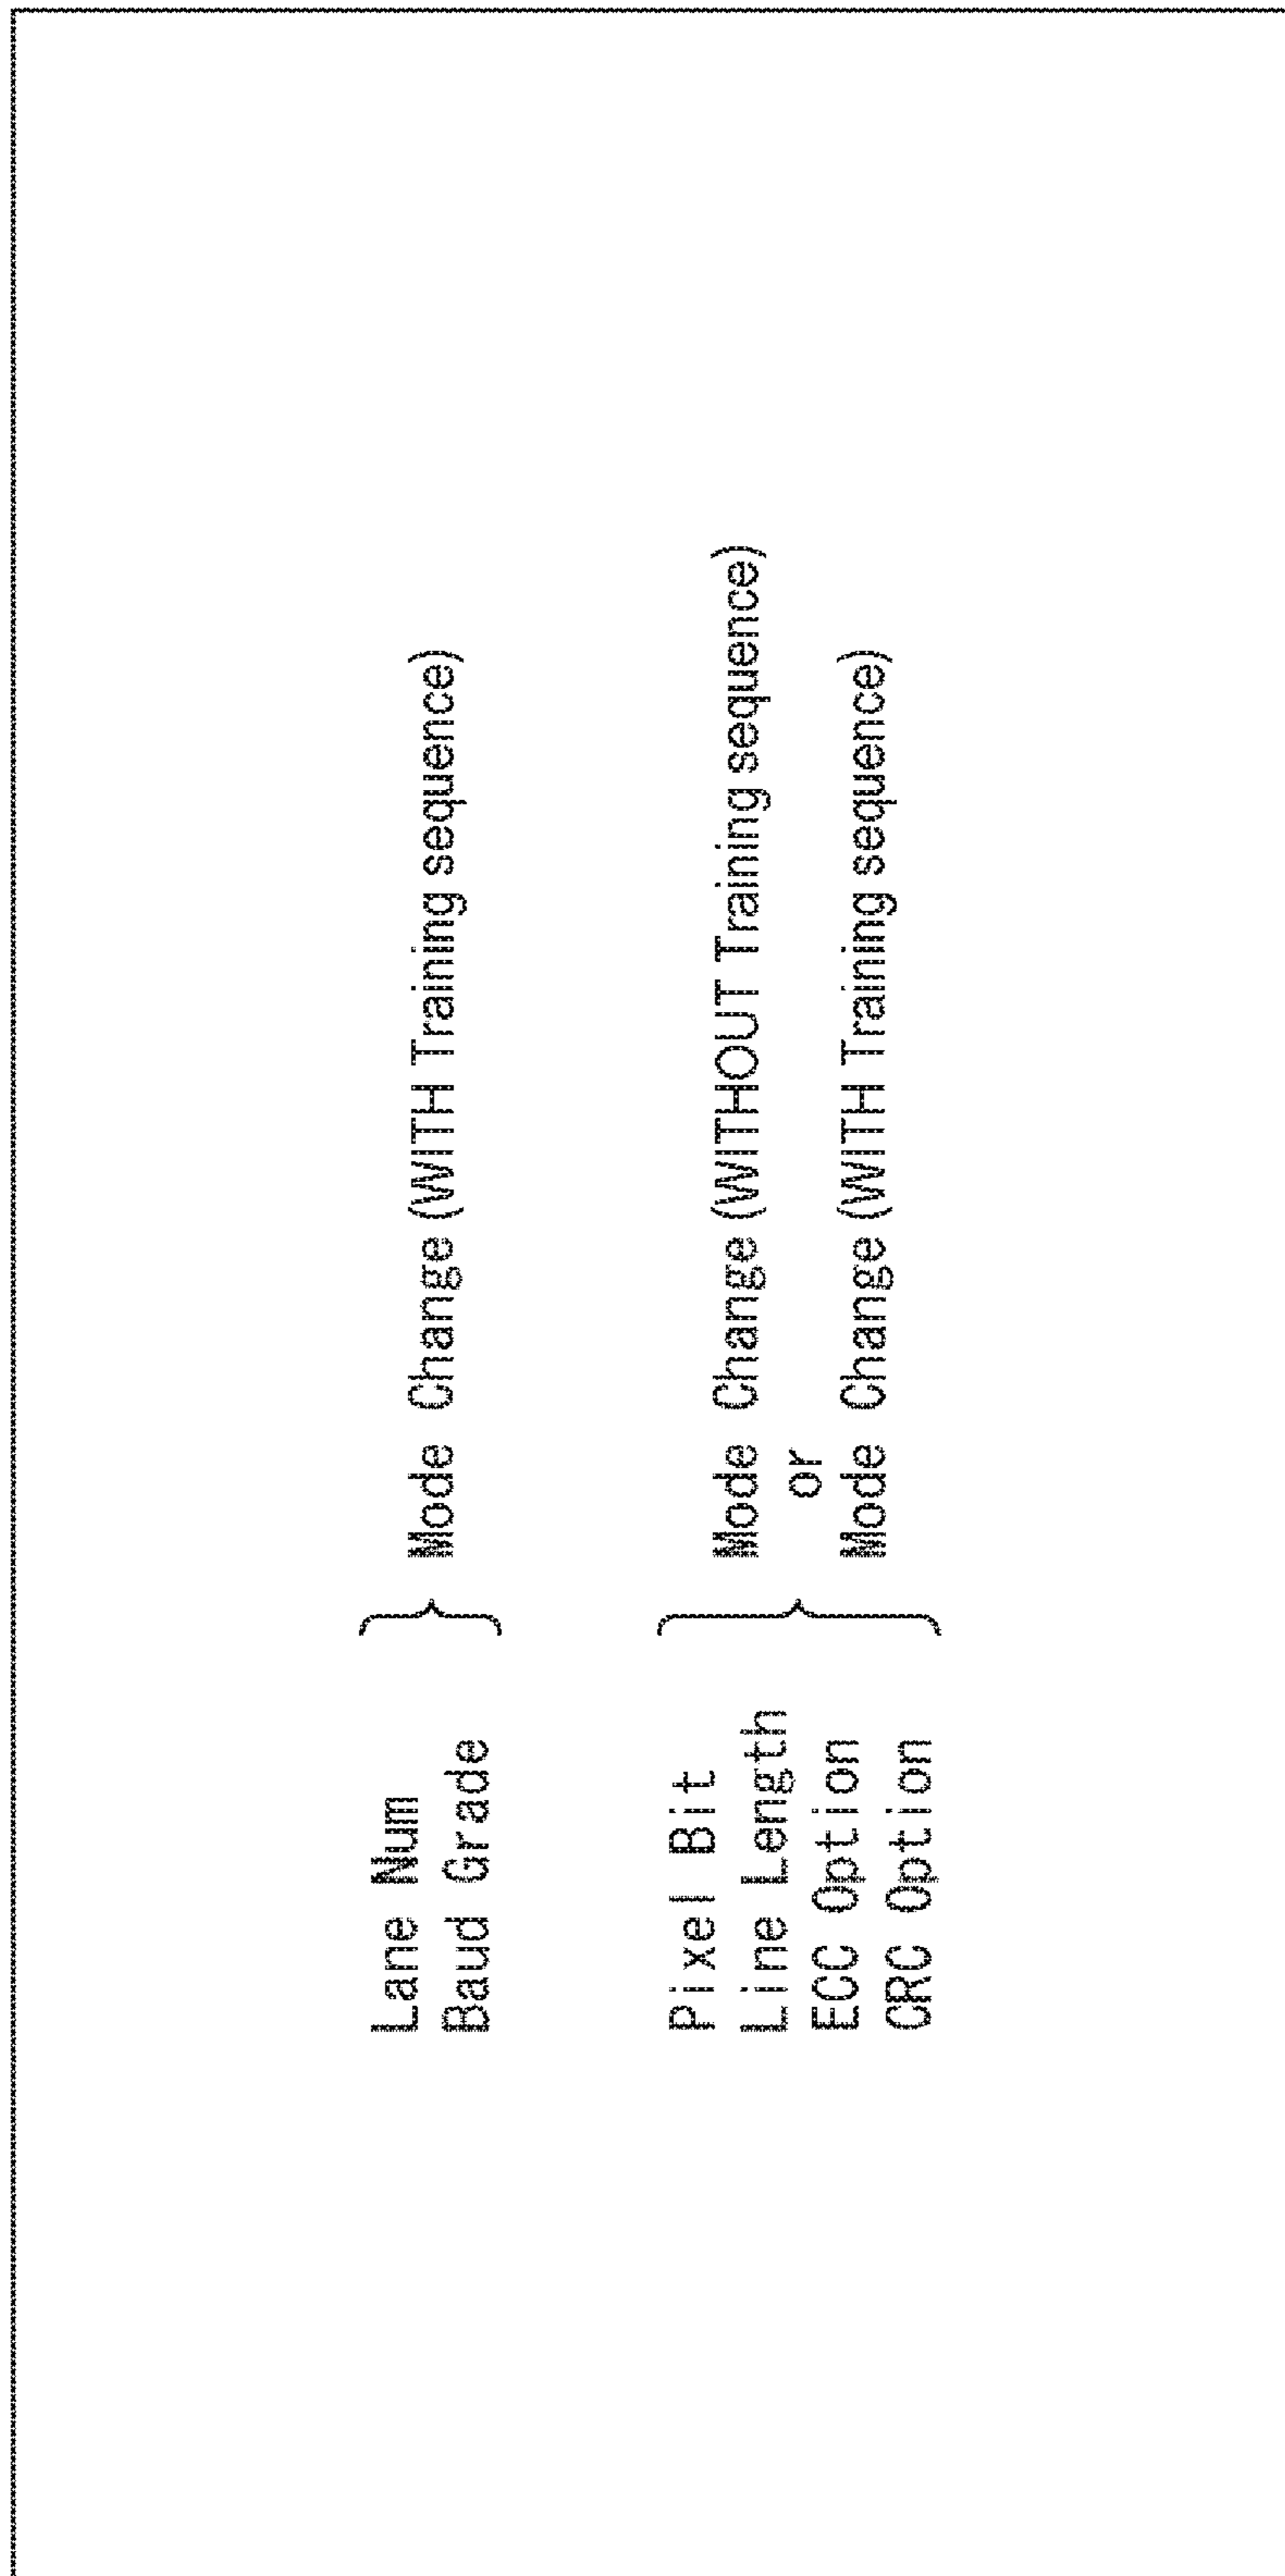 Lane Num
Baud Grade
Mode Change (WITH Training sequence)
Pixel Bit
Line Length
ECC Option
CRC Option
Mode Change (WITHOUT Training sequence)
or
Mode Change (WITH Training sequence)